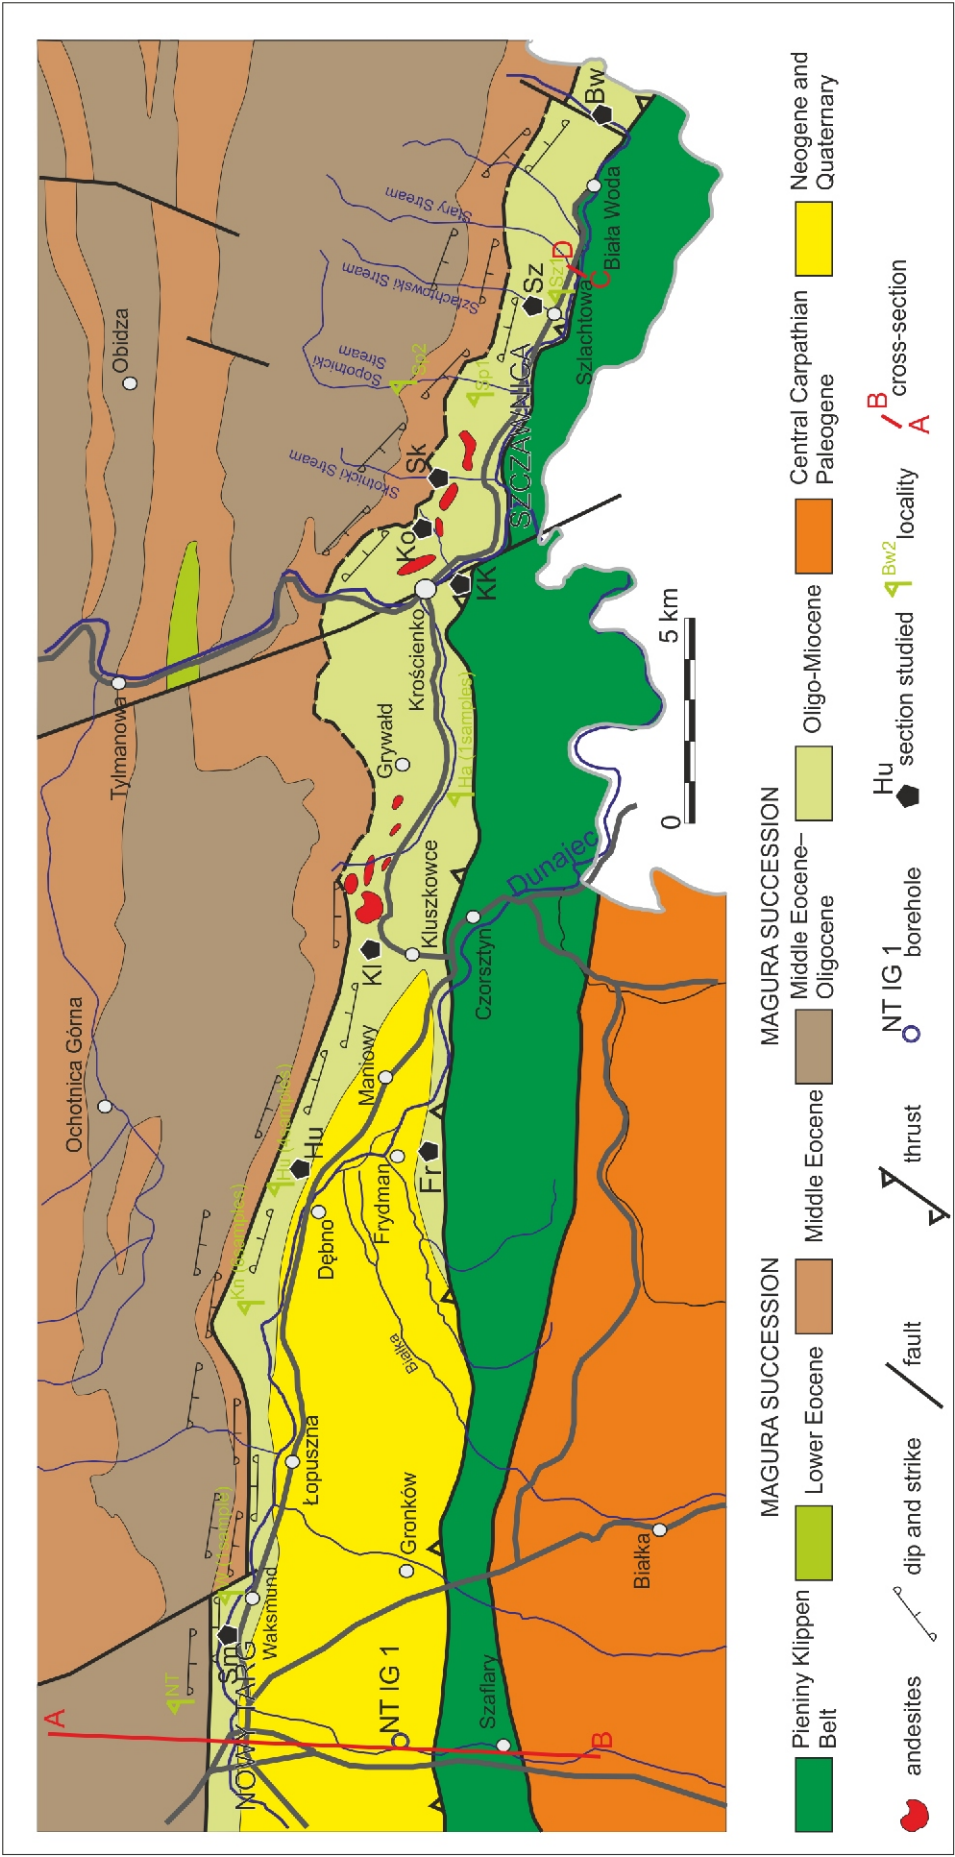 A
NT
NOWY TARG
Sm
Waksmund
NT IG 1
Szaflary
B
Gronków
Białka
Łopuszna
Białka
Dębno
Frydman
Fr
Hu
Maniowy
Ochotnica Górna
Kl
Kluszkowce
Czorsztyn
Dunajec
Grywałd
Ha (1samples)
Tylmanowa
Krościenko
KK
Ko
Sk
Skotnicki Stream
Sopotnicki
Stream
Sp2
Sp1
SZCZAWNICA
Obidza
Szlachtowski Stream
Stary Stream
Sz
Sz1
D
C
Szlachtowa
Biała Woda
Bw
0
5 km
MAGURA SUCCESSION
MAGURA SUCCESSION
Pieniny Klippen
Belt
Lower Eocene
Middle Eocene
Middle Eocene–
Oligocene
Oligo-Miocene
Central Carpathian
Paleogene
Neogene and
Quaternary
andesites
dip and strike
fault
thrust
NT IG 1
borehole
Hu
section studied
Bw2
locality
A
B
cross-section